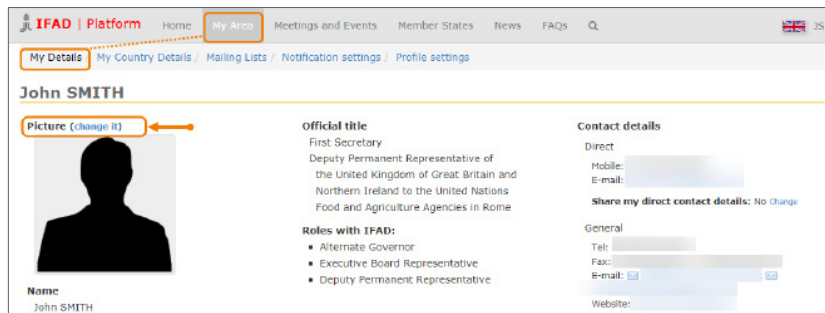 IFAD | Platform Home My Area Meetings and Events Member States News FAQs JS
My Details / My Country Details / Mailing Lists / Notification settings / Profile settings
John SMITH
Picture (change it)
Name
John SMITH
Official title
First Secretary
Deputy Permanent Representative of
the United Kingdom of Great Britain and
Northern Ireland to the United Nations
Food and Agriculture Agencies in Rome
Roles with IFAD:
Alternate Governor
Executive Board Representative
Deputy Permanent Representative
Contact details
Direct
Mobile:
E-mail:
Share my direct contact details: No Change
General
Tel:
Fax:
E-mail:
Website: